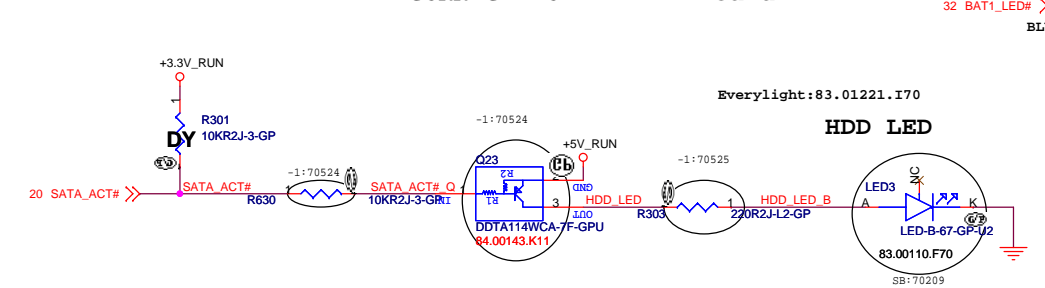 32 BAT1_LED#
BL
+3.3V_RUN
1
R301
10KR2J-3-GP
DY
Everylight:83.01221.I70
HDD LED
-1:70524
Q23
+5V_RUN
-1:70525
-1:70524
20 SATA_ACT#
SATA_ACT#
1
R630
SATA_ACT#_Q
10KR2J-3-GP
1
IN
R1
R2
GND
OUT
3
HDD_LED
R303
1
220R2J-L2-GP
HDD_LED_B
DDTA114WCA-7F-GPU
84.00143.K11
LED3
NC
A
K
LED-B-67-GP-U2
83.00110.F70
SB:70209